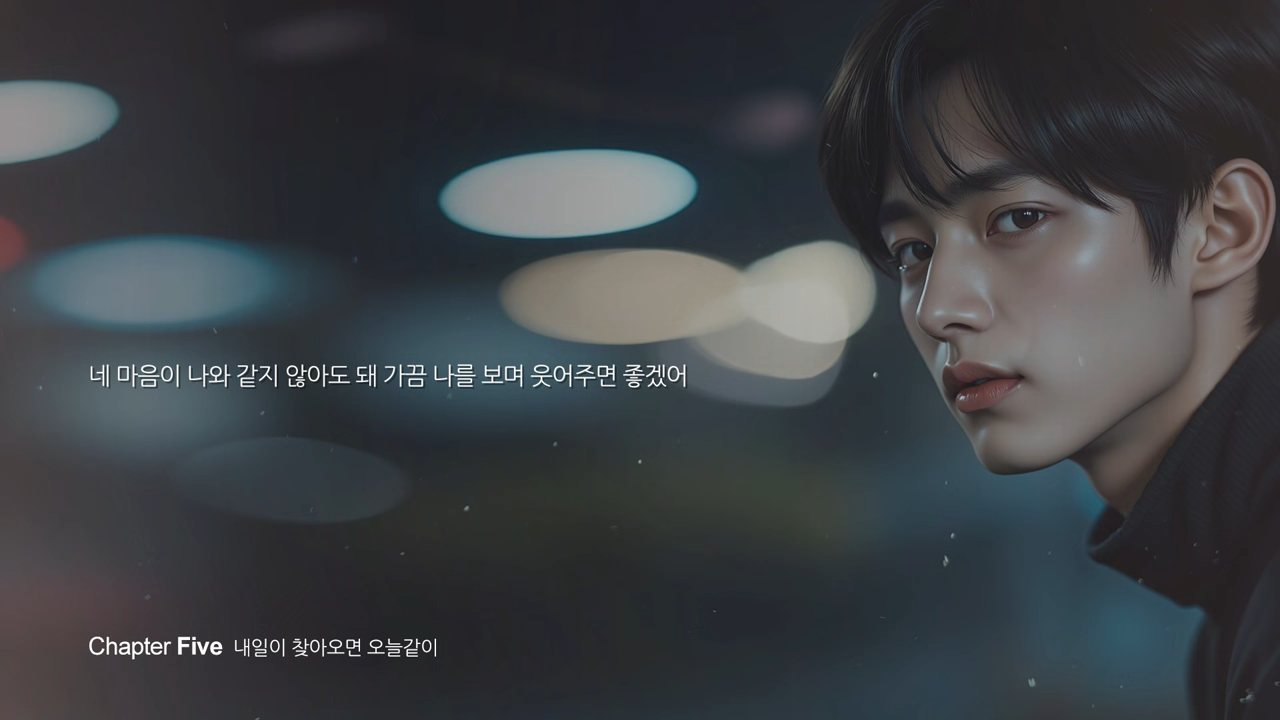 네 마음이 나와 같지 않아도 돼 가끔 나를 보며 웃어주면 좋겠어
Chapter Five 내일이 찾아오면 오늘같이